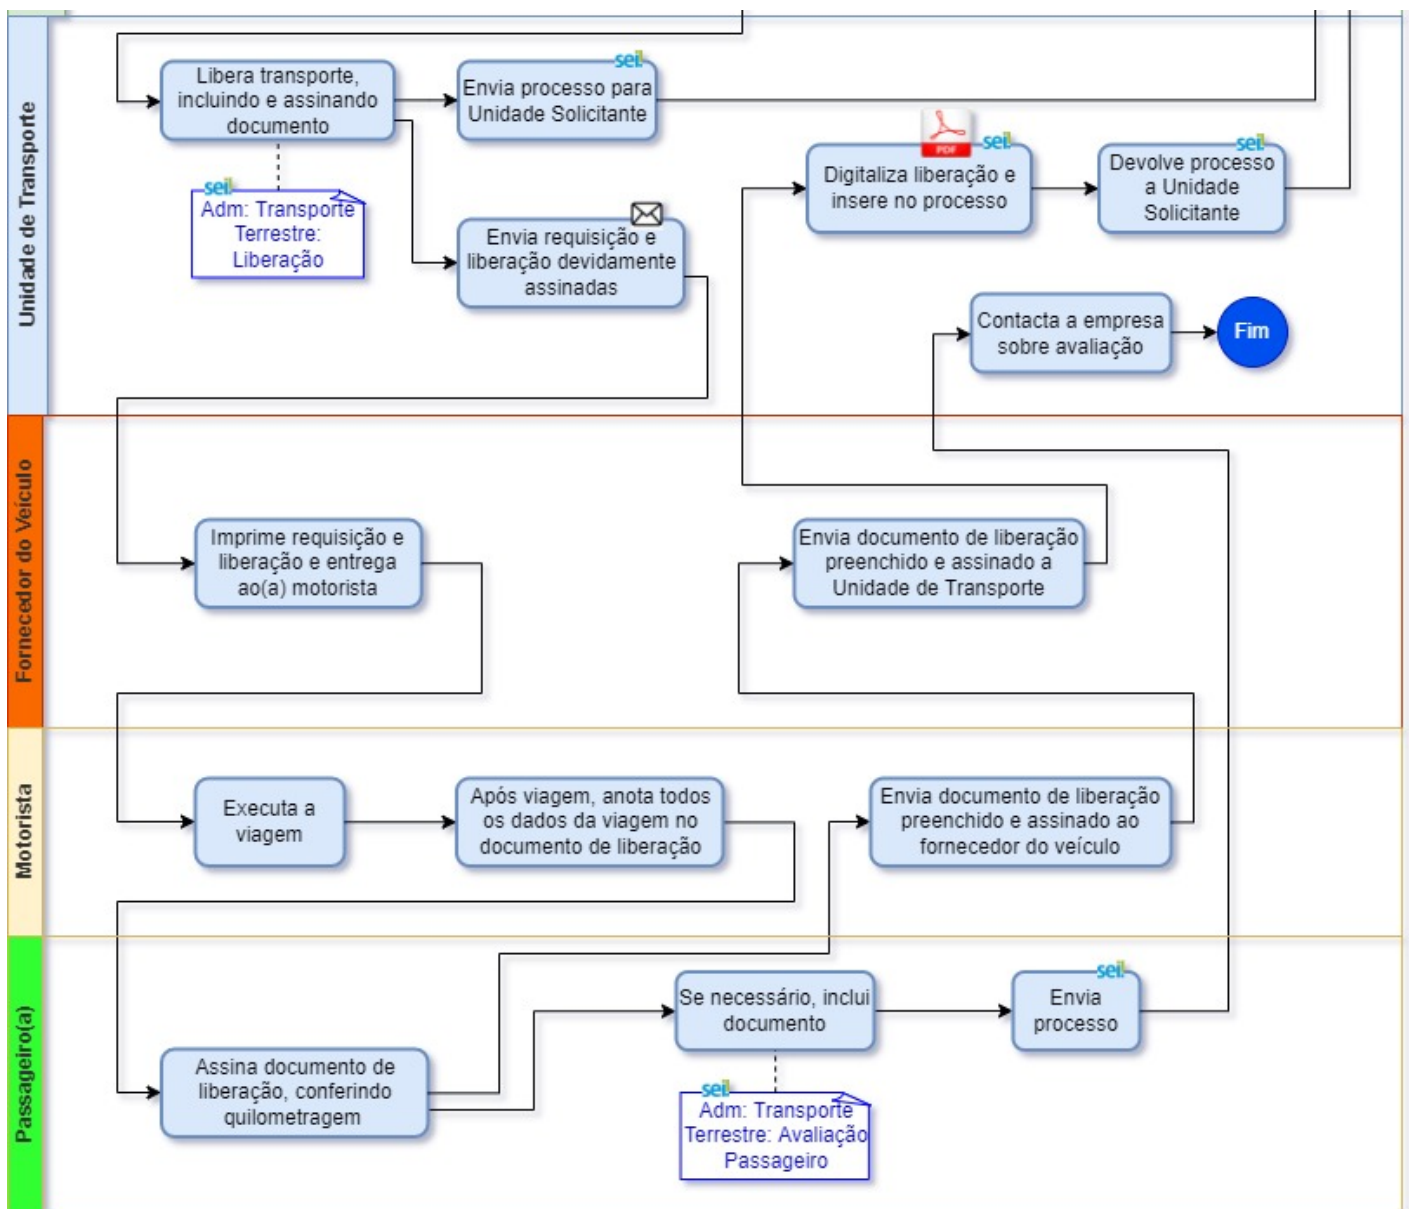 Unidade de Transporte
Libera transporte,
incluindo e assinando
documento
sei!
Envia processo para
Unidade Solicitante
sei!
Adm: Transporte
Terrestre:
Liberação
Envia requisição e
liberação devidamente
assinadas
PDF
sei!
Digitaliza liberação e
insere no processo
sei!
Devolve processo
a Unidade
Solicitante
Contacta a empresa
sobre avaliação
Fim
Fornecedor do Veículo
Imprime requisição e
liberação e entrega
ao(a) motorista
Envia documento de liberação
preenchido e assinado a
Unidade de Transporte
Motorista
Executa a
viagem
Após viagem, anota todos
os dados da viagem no
documento de liberação
Envia documento de liberação
preenchido e assinado ao
fornecedor do veículo
Passageiro(a)
Assina documento de
liberação, conferindo
quilometragem
Se necessário, inclui
documento
sei!
Envia
processo
sei!
Adm: Transporte
Terrestre: Avaliação
Passageiro